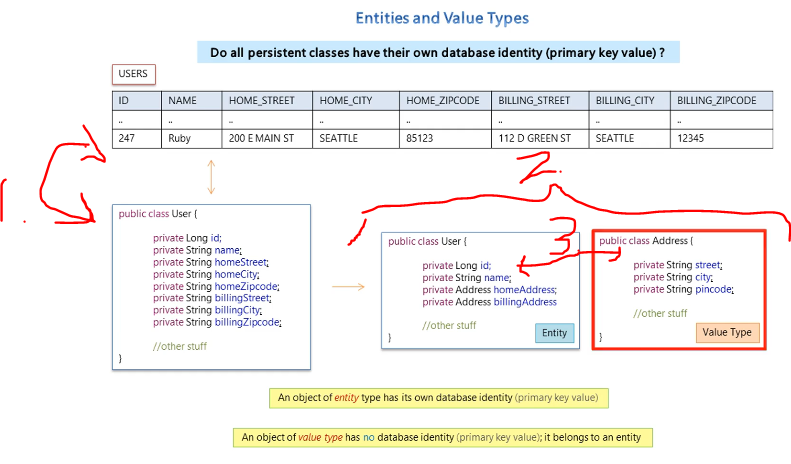 Entities and Value Types
Do all persistent classes have their own database identity (primary key value) ?
USERS
ID NAME HOME_STREET HOME_CITY HOME_ZIPCODE BILLING_STREET BILLING_CITY BILLING_ZIPCODE
.. .. .. .. .. .. .. ..
247 Ruby 200 E MAIN ST SEATTLE 85123 112 D GREEN ST SEATTLE 12345
1.
2.
3
public class User {
private Long id;
private String name;
private String homeStreet;
private String homeCity;
private String homeZipcode;
private String billingStreet;
private String billingCity;
private String billingZipcode;
//other stuff
}
public class User {
private Long id;
private String name;
private Address homeAddress;
private Address billingAddress
//other stuff
Entity
}
public class Address {
private String street;
private String city;
private String pincode;
//other stuff
Value Type
}
An object of entity type has its own database identity (primary key value)
An object of value type has no database identity (primary key value); it belongs to an entity